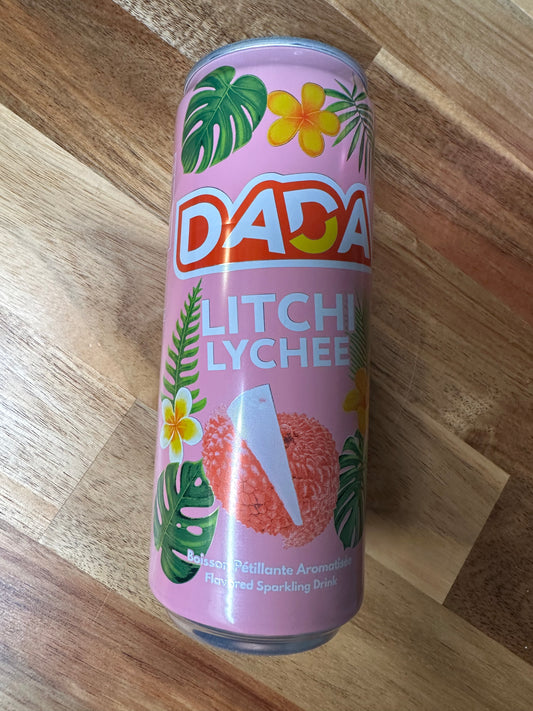 DADA
LITCHI
LYCHEE
Boisson Pétillante Aromatisée
Flavored Sparkling Drink